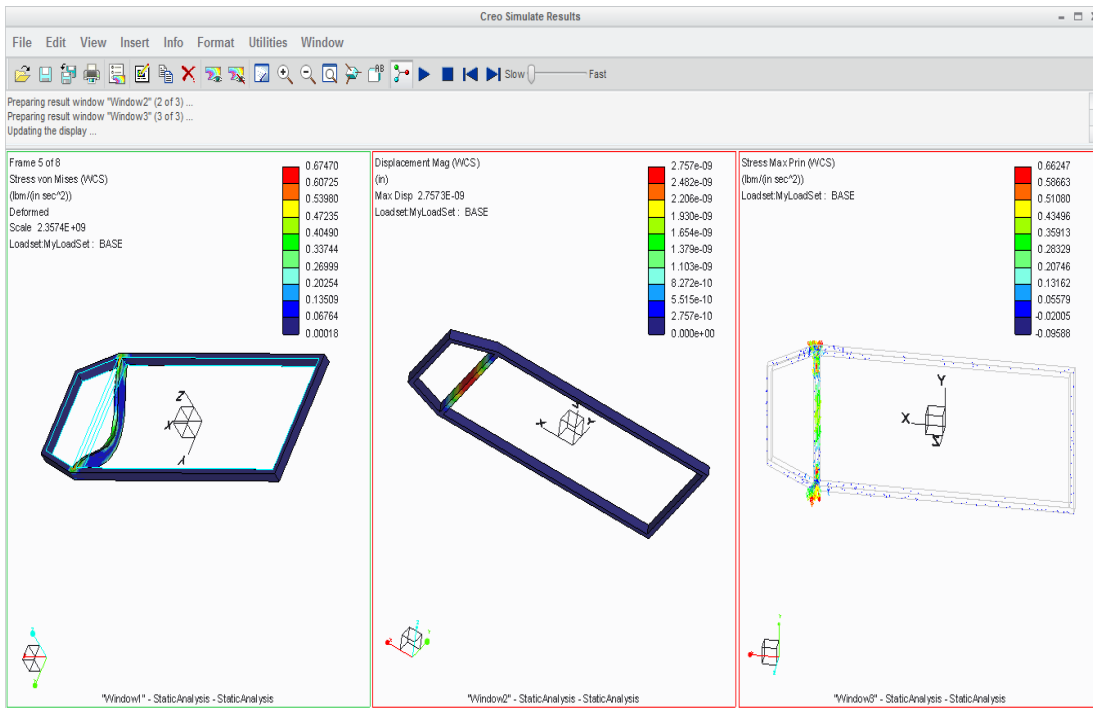 Creo Simulate Results
File Edit View Insert Info Format Utilities Window
Slow Fast
Preparing result window "Window2" (2 of 3) ...
Preparing result window "Window3" (3 of 3) ...
Updating the display ...
Frame 5 of 8
Stress von Mises (WCS)
(lbm/(in sec^2))
Deformed
Scale 2.3574E+09
Loadset:MyLoadSet : BASE
0.67470
0.60725
0.53980
0.47235
0.40490
0.33744
0.26999
0.20254
0.13509
0.06764
0.00018
Z
X
Y
"Window1" - StaticAnalysis - StaticAnalysis
Displacement Mag (WCS)
(in)
Max Disp 2.7573E-09
Loadset:MyLoadSet : BASE
2.757e-09
2.482e-09
2.206e-09
1.930e-09
1.654e-09
1.379e-09
1.103e-09
8.272e-10
5.515e-10
2.757e-10
0.000e+00
X
Y
"Window2" - StaticAnalysis - StaticAnalysis
Stress Max Prin (WCS)
(lbm/(in sec^2))
Loadset:MyLoadSet : BASE
0.66247
0.58663
0.51080
0.43496
0.35913
0.28329
0.20746
0.13162
0.05579
-0.02005
-0.09588
Y
X
Z
"Window3" - StaticAnalysis - StaticAnalysis